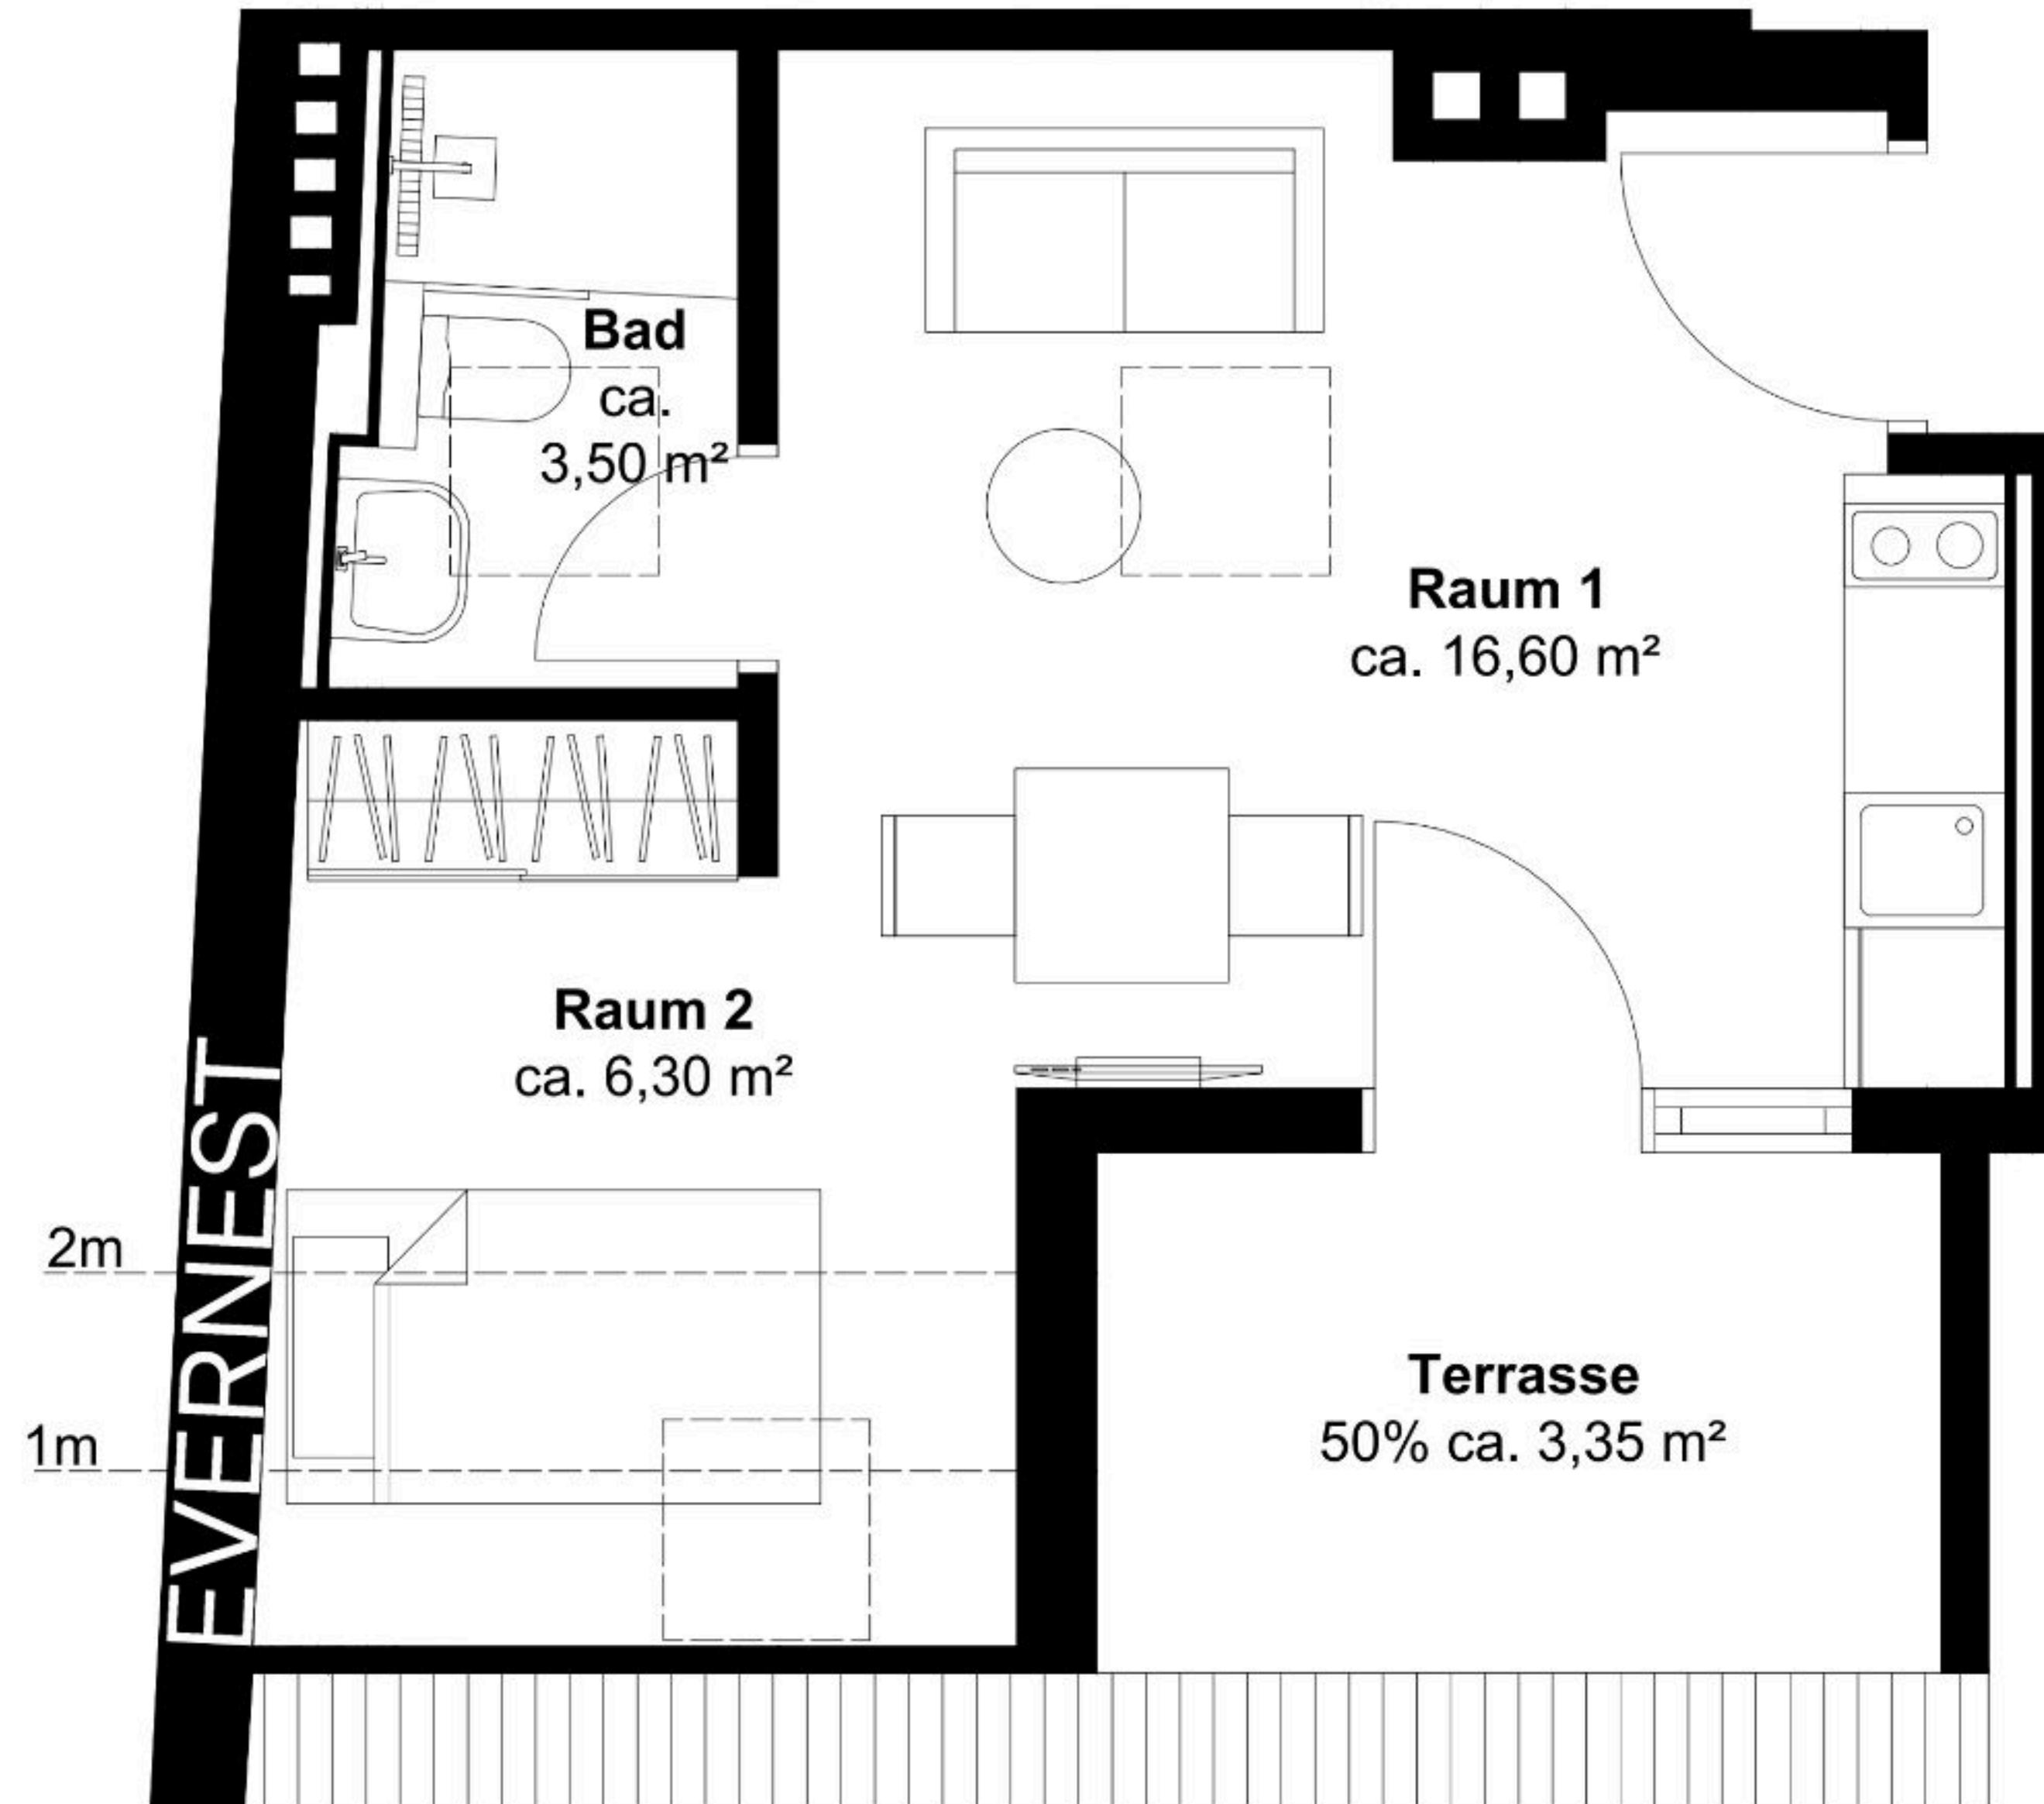 Bad
ca.
3,50 m²
Raum 1
ca. 16,60 m²
Raum 2
ca. 6,30 m²
2m
1m
Terrasse
50% ca. 3,35 m²
EVERNEST